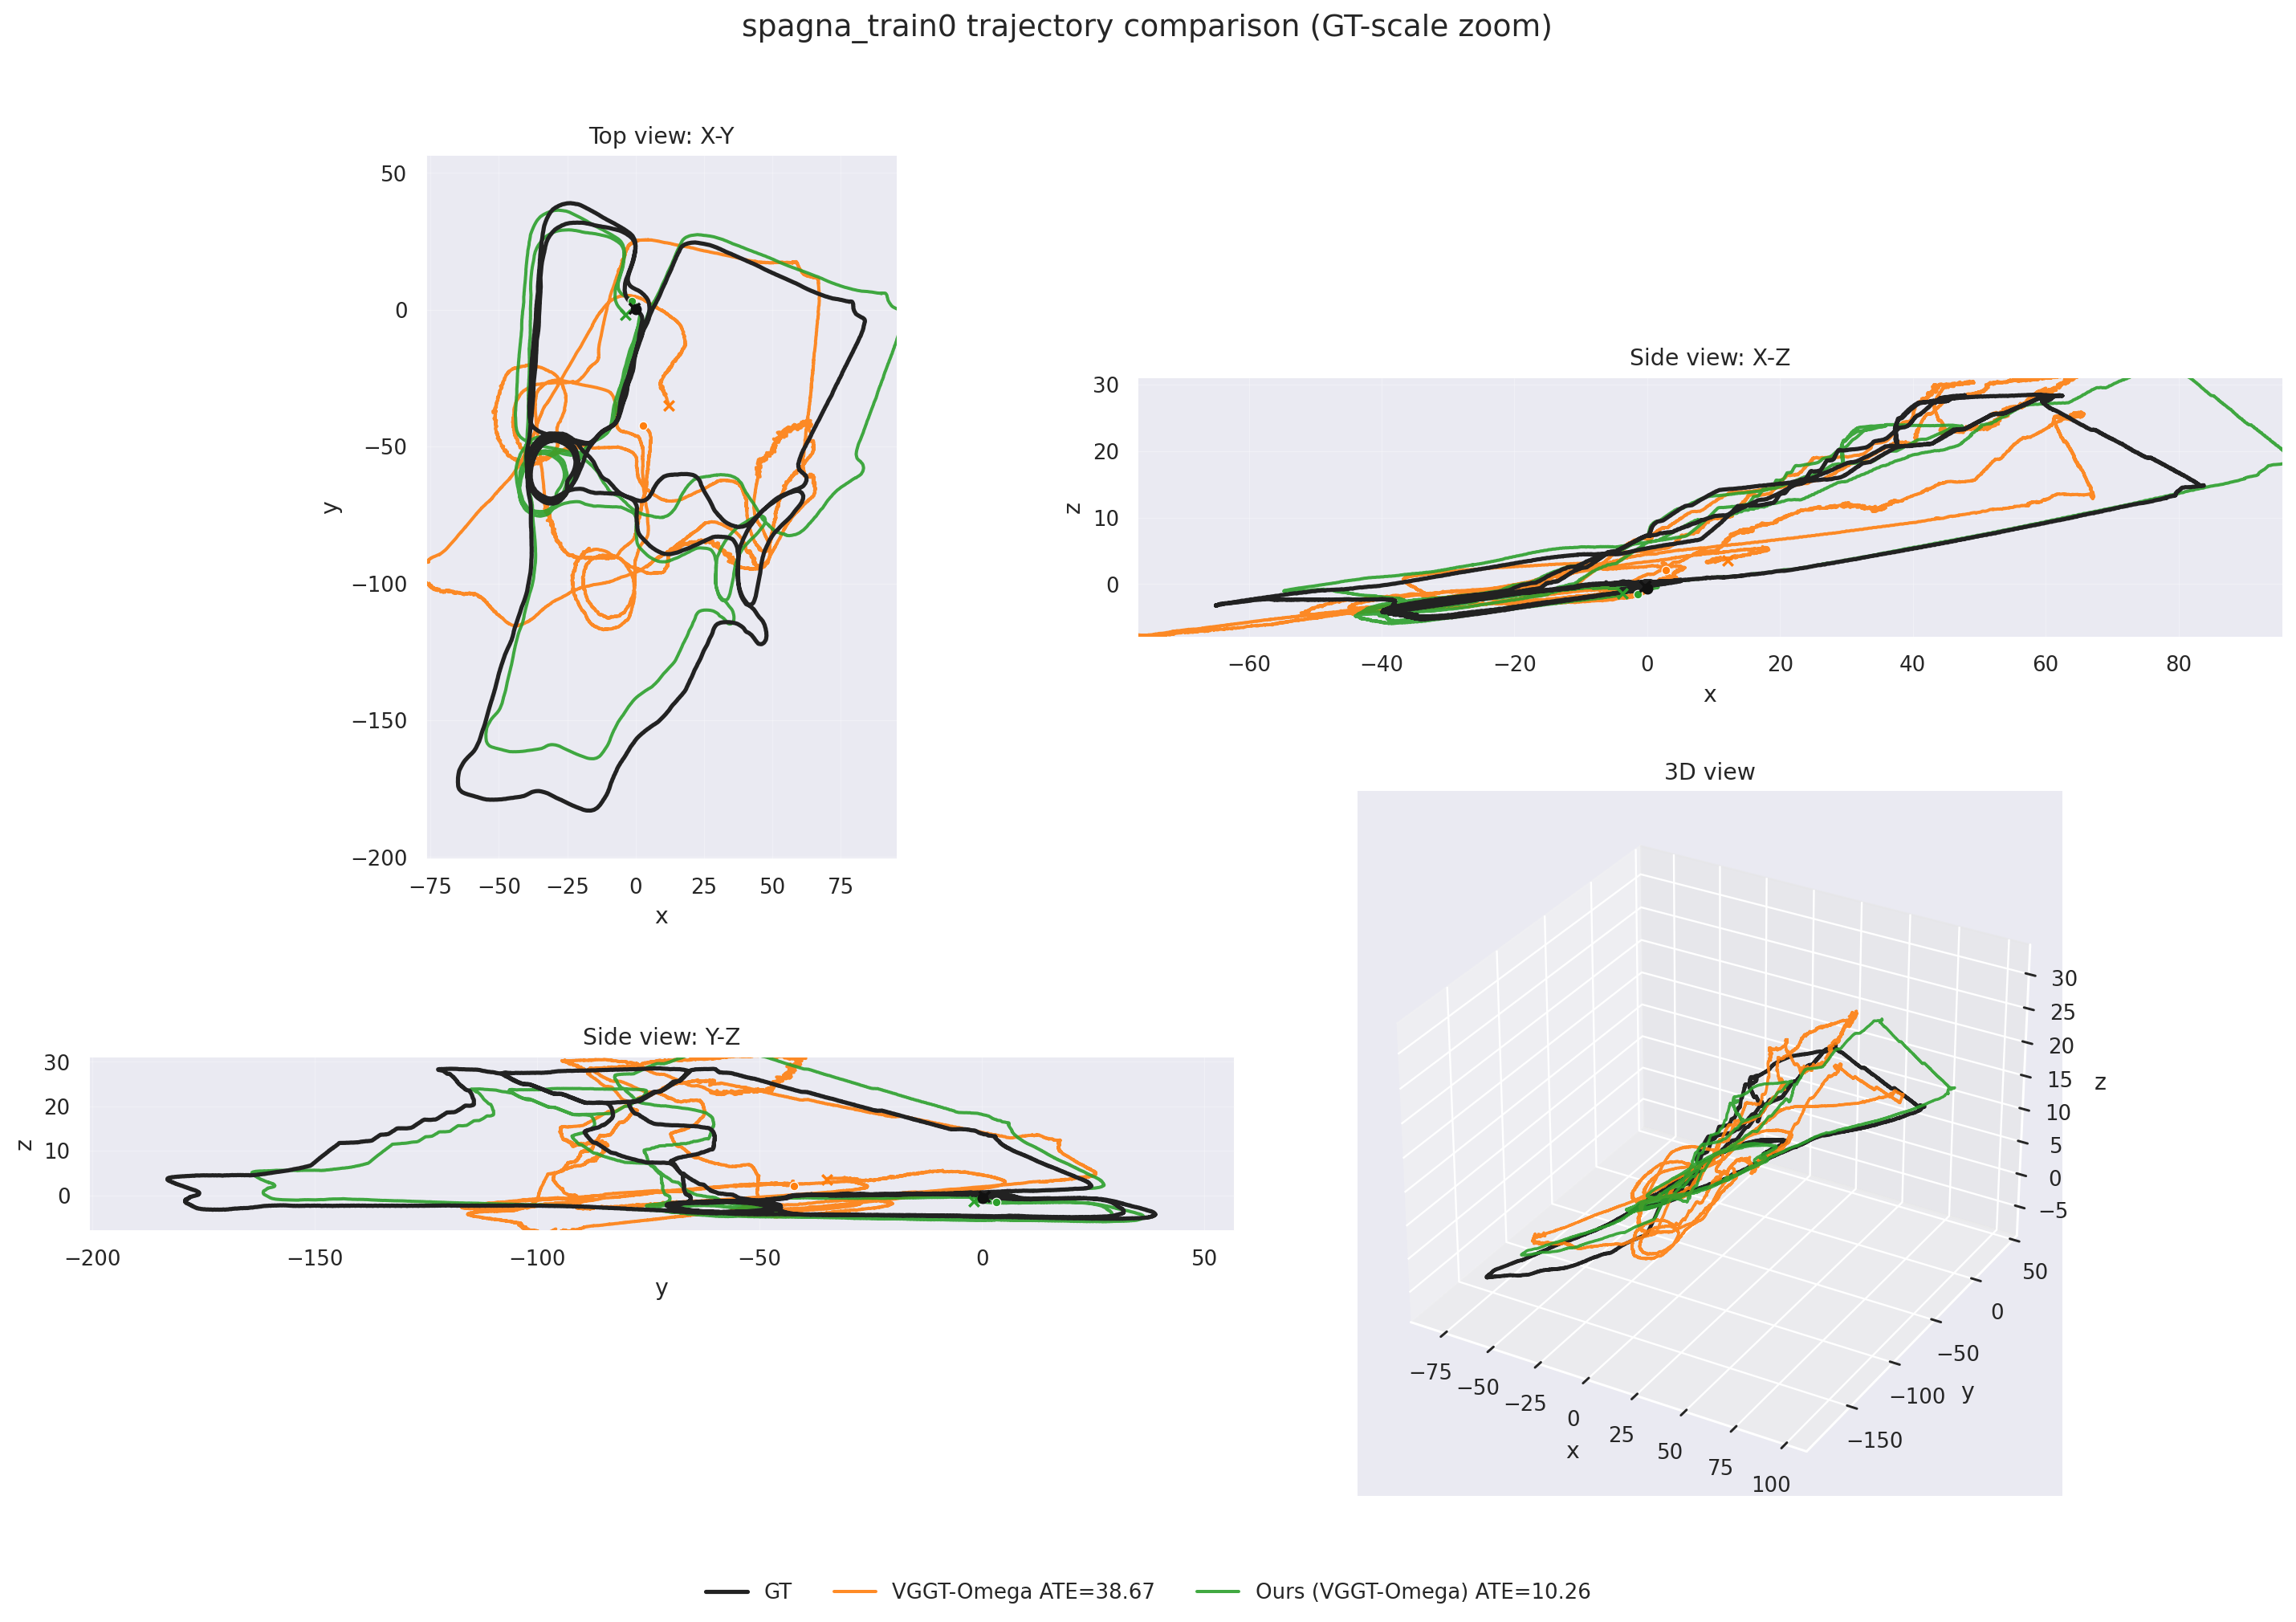 spagna_train0 trajectory comparison (GT-scale zoom)
Top view: X-Y
50
0
−50
−100
−150
−200
y
−75 −50 −25 0 25 50 75
x
Side view: X-Z
30
20
10
0
z
−60 −40 −20 0 20 40 60 80
x
Side view: Y-Z
30
20
10
0
z
−200 −150 −100 −50 0 50
y
3D view
30
25
20
15
10
5
0
−5
z
50
0
−50
−100
−150
y
−75
−50
−25
0
25
50
75
100
x
GT VGGT-Omega ATE=38.67 Ours (VGGT-Omega) ATE=10.26